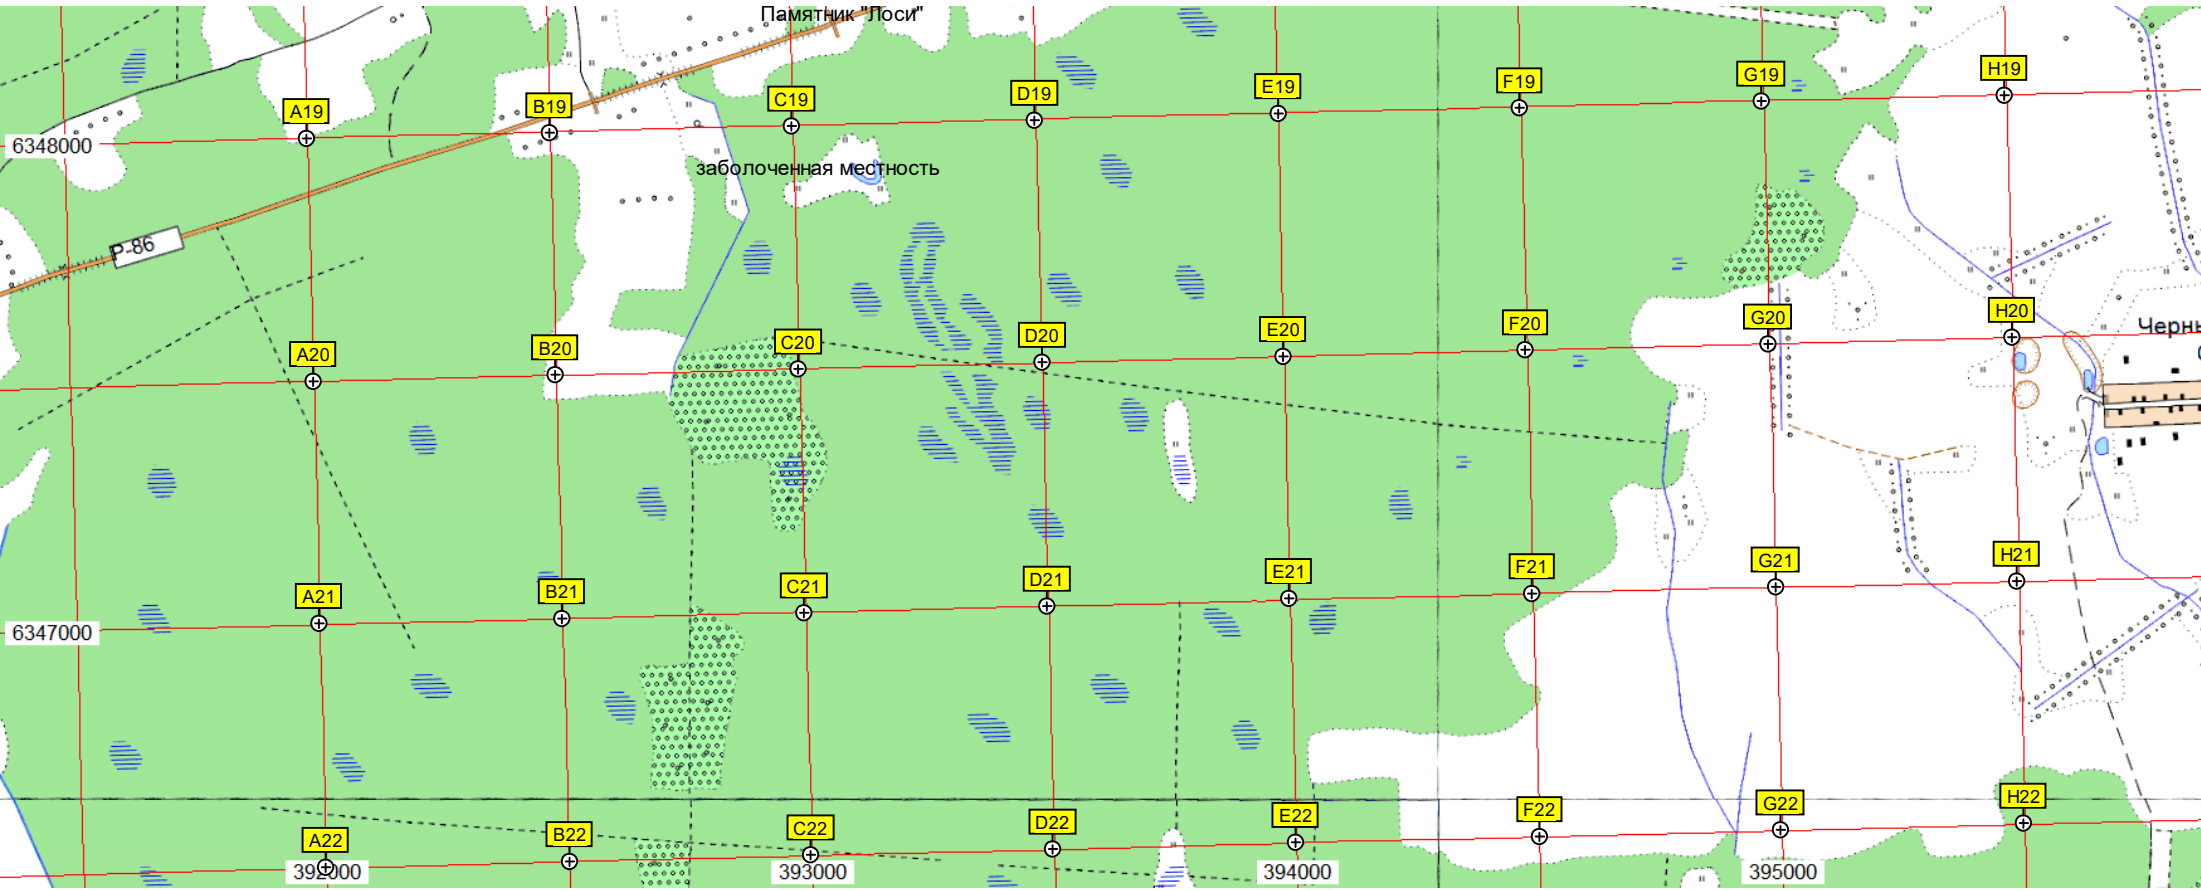 Памятник "Лоси"
A19
B19
C19
D19
E19
F19
G19
H19
6348000
заболоченная местность
Р-86
A20
B20
C20
D20
E20
F20
G20
H20
Черны
A21
B21
C21
D21
E21
F21
G21
H21
6347000
A22
B22
C22
D22
E22
F22
G22
H22
392000
393000
394000
395000